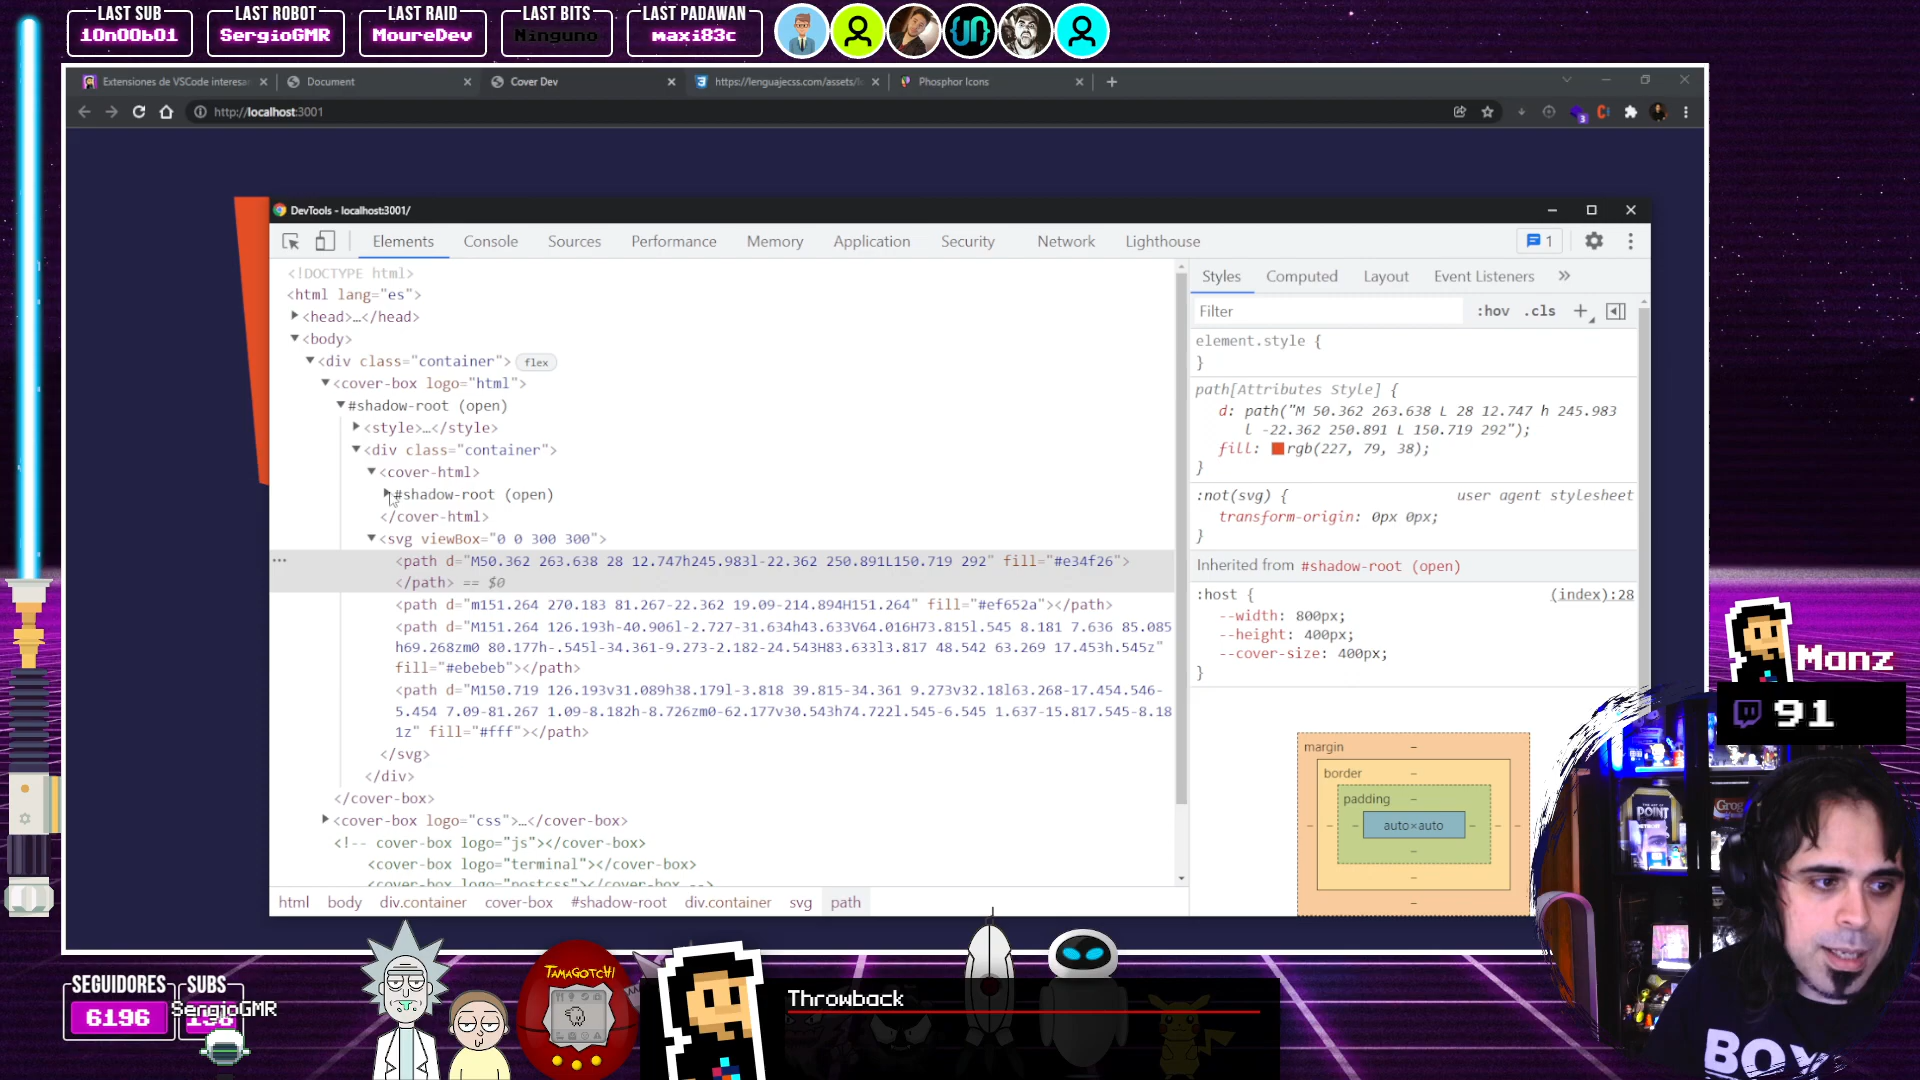 LAST SUB
10n00b01
LAST ROBOT
SergioGMR
LAST RAID
MoureDev
LAST BITS
Ninguno
LAST PADAWAN
maxi83c
Extensiones de VSCode interesa
Document
Cover Dev
https://lenguajecss.com/assets/l
Phosphor Icons
http://localhost:3001
3
DevTools - localhost:3001/
Elements
Console
Sources
Performance
Memory
Application
Security
Network
Lighthouse
1
<!DOCTYPE html>
<html lang="es">
<head>…</head>
<body>
<div class="container"> flex
<cover-box logo="html">
#shadow-root (open)
<style>…</style>
<div class="container">
<cover-html>
#shadow-root (open)
</cover-html>
<svg viewBox="0 0 300 300">
<path d="M50.362 263.638 28 12.747h245.983l-22.362 250.891L150.719 292" fill="#e34f26">
</path> == $0
<path d="m151.264 270.183 81.267-22.362 19.09-214.894H151.264" fill="#ef652a"></path>
<path d="M151.264 126.193h-40.906l-2.727-31.634h43.633V64.016H73.815l.545 8.181 7.636 85.085
h69.268zm0 80.177h-.545l-34.361-9.273-2.182-24.543H83.633l3.817 48.542 63.269 17.453h.545z"
fill="#ebebeb"></path>
<path d="M150.719 126.193v31.089h38.179l-3.818 39.815-34.361 9.273v32.18l63.268-17.454.546-
5.454 7.09-81.267 1.09-8.182h-8.726zm0-62.177v30.543h74.722l.545-6.545 1.637-15.817.545-8.18
1z" fill="#fff"></path>
</svg>
</div>
</cover-box>
<cover-box logo="css">…</cover-box>
<!-- cover-box logo="js"></cover-box>
<cover-box logo="terminal"></cover-box>
<cover-box logo="postcss"></cover-box -->
html
body
div.container
cover-box
#shadow-root
div.container
svg
path
Styles
Computed
Layout
Event Listeners
Filter
:hov
.cls
element.style {
}
path[Attributes Style] {
d: path("M 50.362 263.638 L 28 12.747 h 245.983
l -22.362 250.891 L 150.719 292");
fill: rgb(227, 79, 38);
}
:not(svg) {
user agent stylesheet
transform-origin: 0px 0px;
}
Inherited from #shadow-root (open)
:host {
(index):28
--width: 800px;
--height: 400px;
--cover-size: 400px;
}
margin
border
padding
auto×auto
Manz
91
SEGUIDORES
6196
SUBS
SergioGMR
TAMAGOTCHI
Throwback